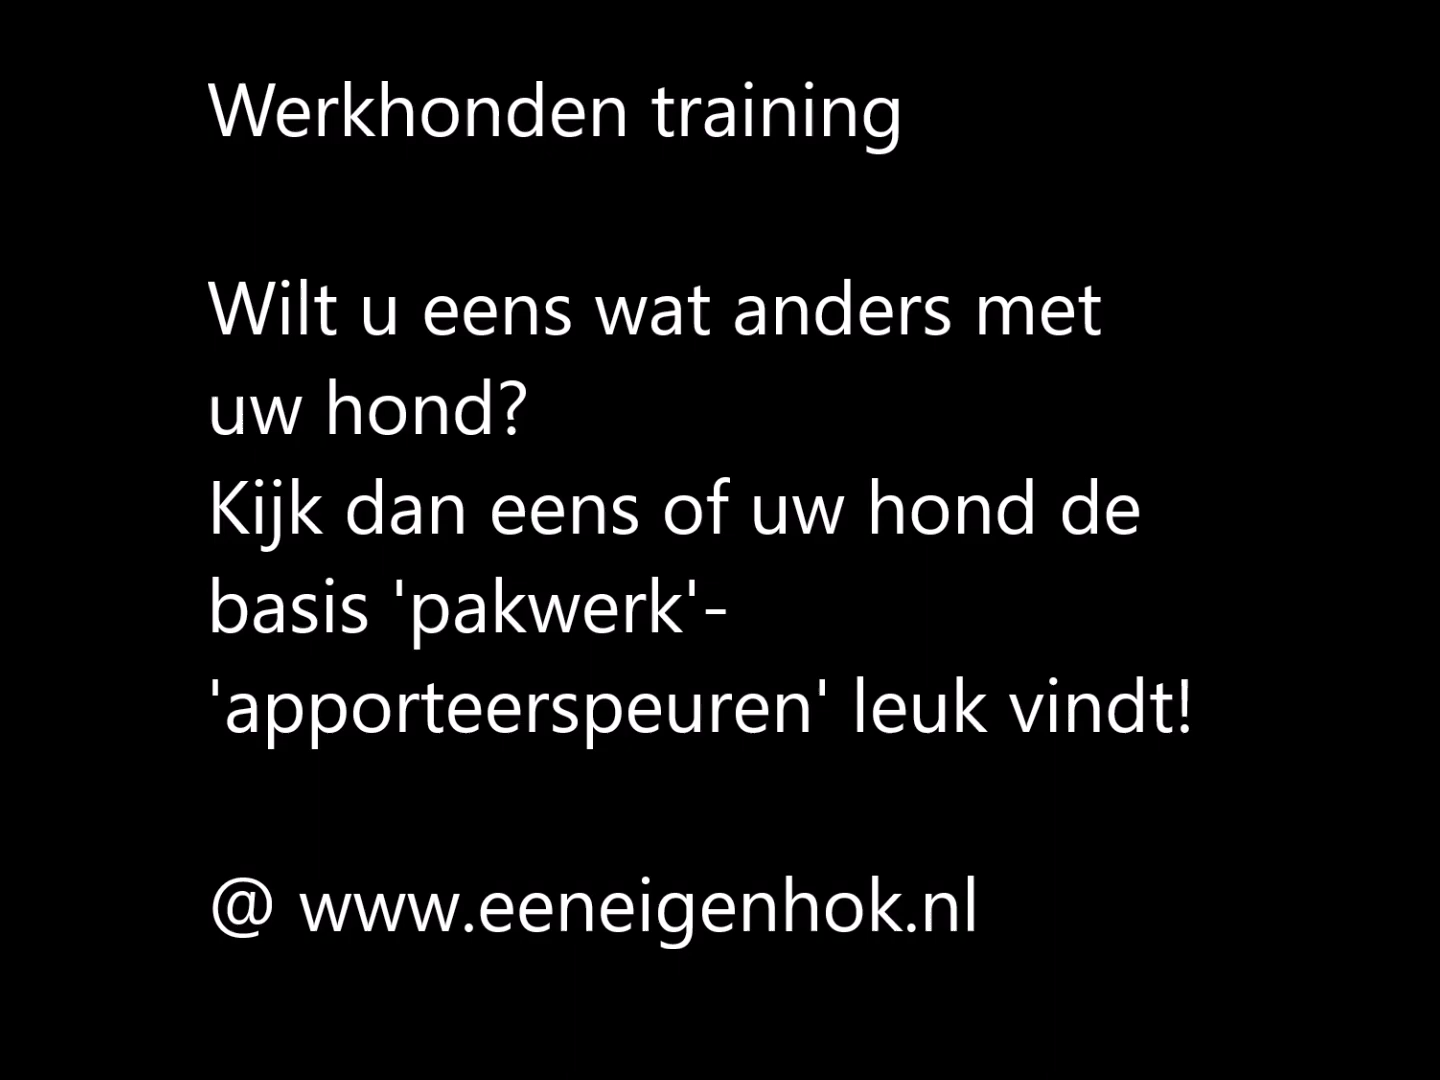 Werkhonden training
Wilt u eens wat anders met
uw hond?
Kijk dan eens of uw hond de
basis 'pakwerk'-
'apporteerspeuren' leuk vindt!
@ www.eeneigenhok.nl